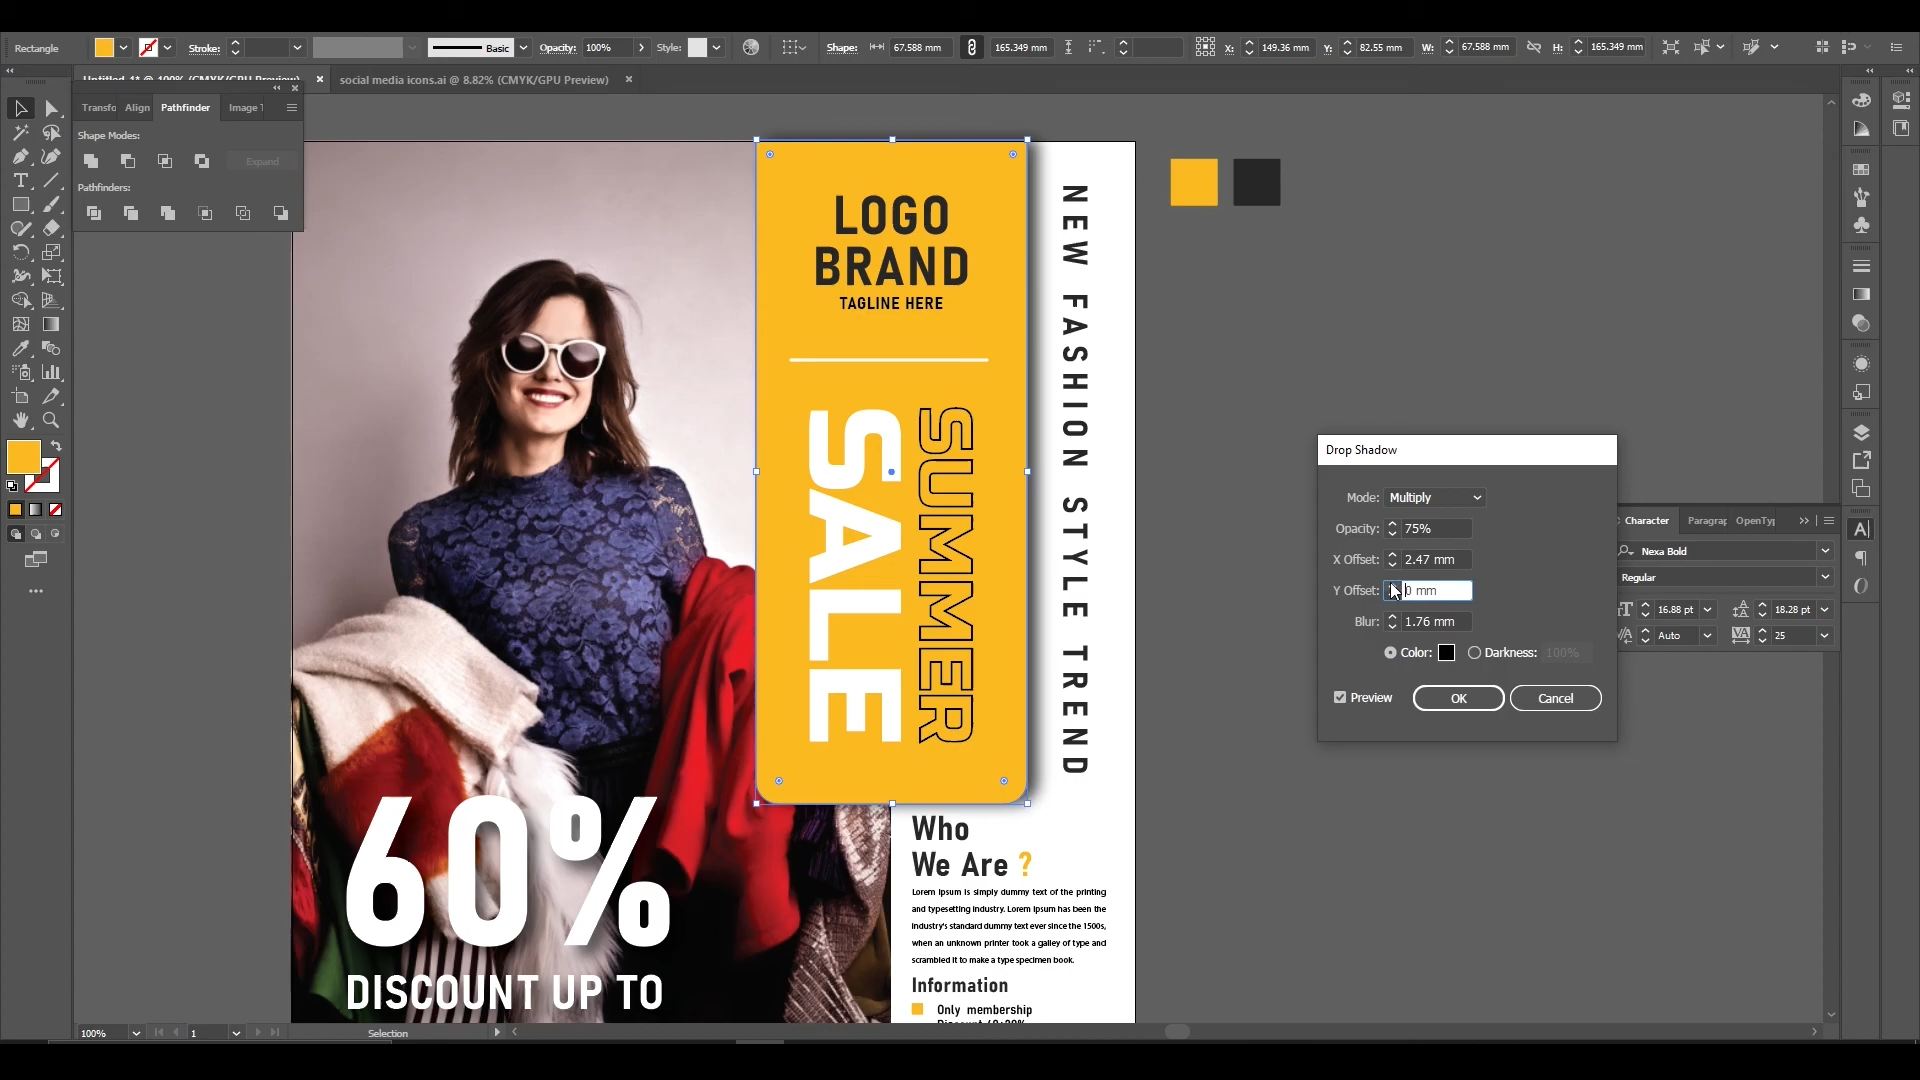 Rectangle
Stroke:
Basic
Opacity: 100%
Style:
Shape: 67.588 mm 165.349 mm
X: 149.36 mm Y: 82.55 mm W: 67.588 mm H: 165.349 mm
Untitled-1* @ 100% (CMYK/GPU Preview)
social media icons.ai @ 8.82% (CMYK/GPU Preview)
Transfo Align Pathfinder Image T
Shape Modes:
Expand
Pathfinders:
LOGO
BRAND
TAGLINE HERE
SUMMER
SALE
NEW FASHION STYLE TREND
60%
DISCOUNT UP TO
Who
We Are ?
Lorem Ipsum is simply dummy text of the printing
and typesetting industry. Lorem Ipsum has been the
industry's standard dummy text ever since the 1500s,
when an unknown printer took a galley of type and
scrambled it to make a type specimen book.
Information
Only membership
Drop Shadow
Mode: Multiply
Opacity: 75%
X Offset: 2.47 mm
Y Offset: 0 mm
Blur: 1.76 mm
Color: Darkness: 100%
Preview OK Cancel
Character Paragrap OpenTyp
Nexa Bold
Regular
16.88 pt 18.28 pt
Auto 25
100% 1 Selection